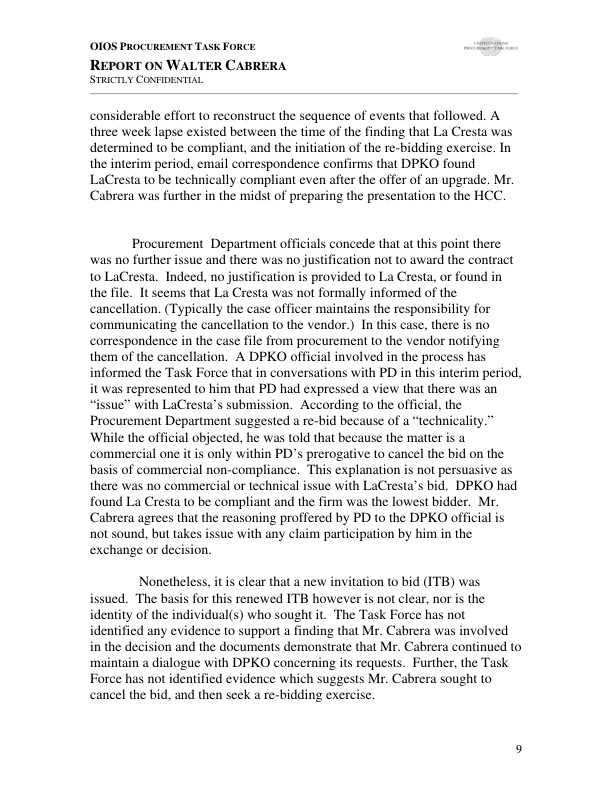 OIOS PROCUREMENT TASK FORCE
UNITED NATIONS
PROCUREMENT TASK FORCE
REPORT ON WALTER CABRERA
STRICTLY CONFIDENTIAL
considerable effort to reconstruct the sequence of events that followed. A
three week lapse existed between the time of the finding that La Cresta was
determined to be compliant, and the initiation of the re-bidding exercise. In
the interim period, email correspondence confirms that DPKO found
LaCresta to be technically compliant even after the offer of an upgrade. Mr.
Cabrera was further in the midst of preparing the presentation to the HCC.
Procurement Department officials concede that at this point there
was no further issue and there was no justification not to award the contract
to LaCresta. Indeed, no justification is provided to La Cresta, or found in
the file. It seems that La Cresta was not formally informed of the
cancellation. (Typically the case officer maintains the responsibility for
communicating the cancellation to the vendor.) In this case, there is no
correspondence in the case file from procurement to the vendor notifying
them of the cancellation. A DPKO official involved in the process has
informed the Task Force that in conversations with PD in this interim period,
it was represented to him that PD had expressed a view that there was an
“issue” with LaCresta’s submission. According to the official, the
Procurement Department suggested a re-bid because of a “technicality.”
While the official objected, he was told that because the matter is a
commercial one it is only within PD’s prerogative to cancel the bid on the
basis of commercial non-compliance. This explanation is not persuasive as
there was no commercial or technical issue with LaCresta’s bid. DPKO had
found La Cresta to be compliant and the firm was the lowest bidder. Mr.
Cabrera agrees that the reasoning proffered by PD to the DPKO official is
not sound, but takes issue with any claim participation by him in the
exchange or decision.
Nonetheless, it is clear that a new invitation to bid (ITB) was
issued. The basis for this renewed ITB however is not clear, nor is the
identity of the individual(s) who sought it. The Task Force has not
identified any evidence to support a finding that Mr. Cabrera was involved
in the decision and the documents demonstrate that Mr. Cabrera continued to
maintain a dialogue with DPKO concerning its requests. Further, the Task
Force has not identified evidence which suggests Mr. Cabrera sought to
cancel the bid, and then seek a re-bidding exercise.
9